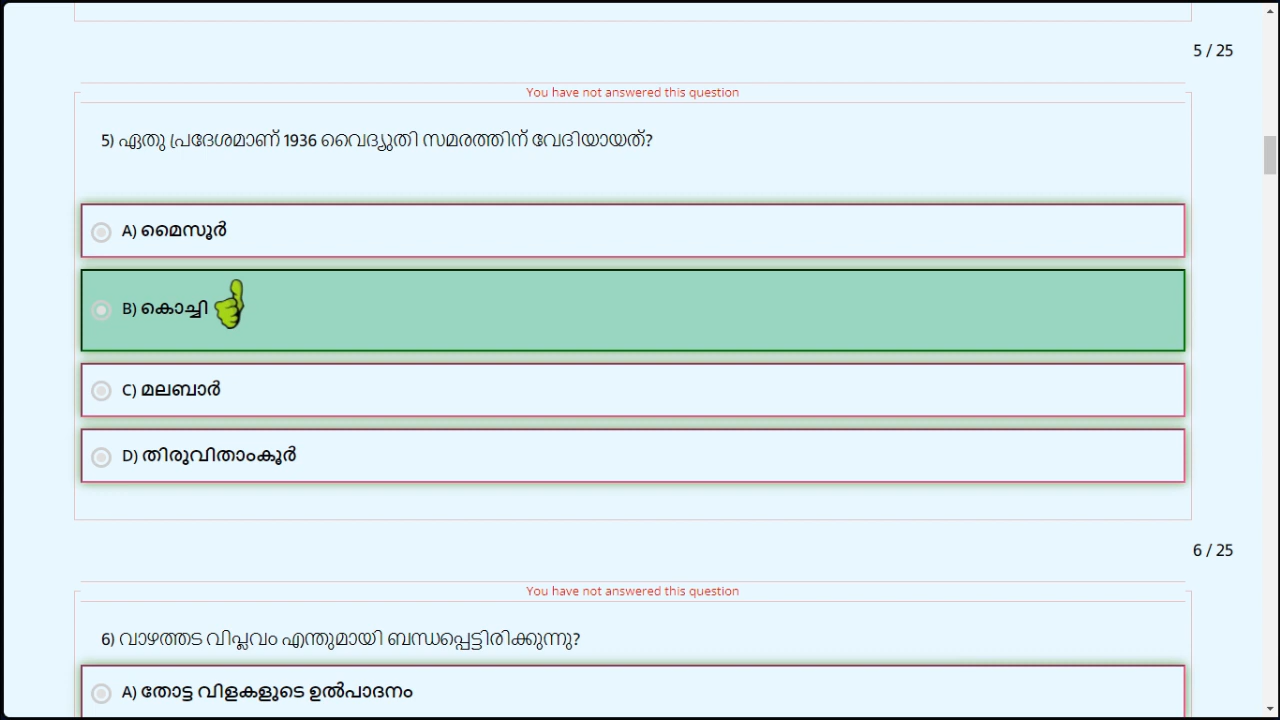 5 / 25
You have not answered this question
5) ഏതു പ്രദേശമാണ് 1936 വൈദ്യുതി സമരത്തിന് വേദിയായത്?
A) മൈസൂർ
B) കൊച്ചി
C) മലബാർ
D) തിരുവിതാംകൂർ
6 / 25
You have not answered this question
6) വാഴത്തട വിപ്ലവം എന്തുമായി ബന്ധപ്പെട്ടിരിക്കുന്നു?
A) തോട്ട വിളകളുടെ ഉൽപാദനം